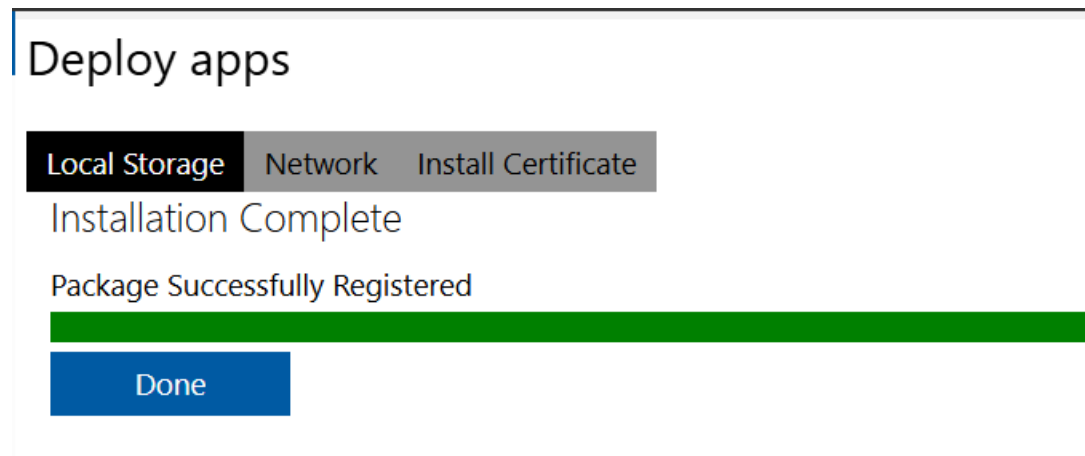 Deploy apps
Local Storage Network Install Certificate
Installation Complete
Package Successfully Registered
Done